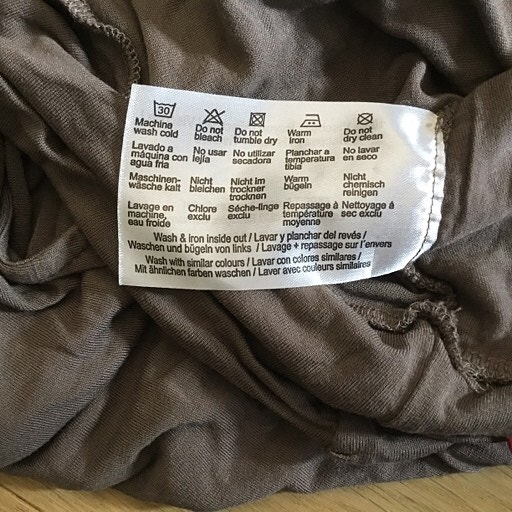 30
Machine wash cold
Do not bleach
Do not tumble dry
Warm iron
Do not dry clean
Lavado a máquina con agua fria
No usar lejía
No utilizar secadora
Planchar a temperatura tibia
No lavar en seco
Maschinen-wäsche kalt
Nicht bleichen
Nicht im trockner trocknen
Warm bügeln
Nicht chemisch reinigen
Lavage en machine, eau froide
Chlore exclu
Séche-linge exclu
Repassage à température moyenne
Nettoyage à sec exclu
Wash & iron inside out / Lavar y planchar del revés /
Waschen und bügeln von links / Lavage + repassage sur l'envers
Wash with similar colours / Lavar con colores similares /
Mit ähnlichen farben waschen / Laver avec couleurs similaires